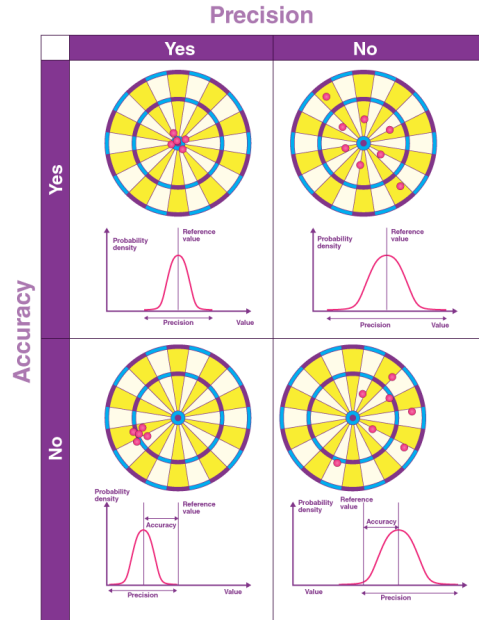 Precision
Yes
No
Accuracy
Yes
Probability
density
Reference
value
Precision
Value
Probability
density
Reference
value
Precision
Value
No
Probability
density
Reference
value
Accuracy
Precision
Value
Probability
density
Reference
value
Accuracy
Value
Precision